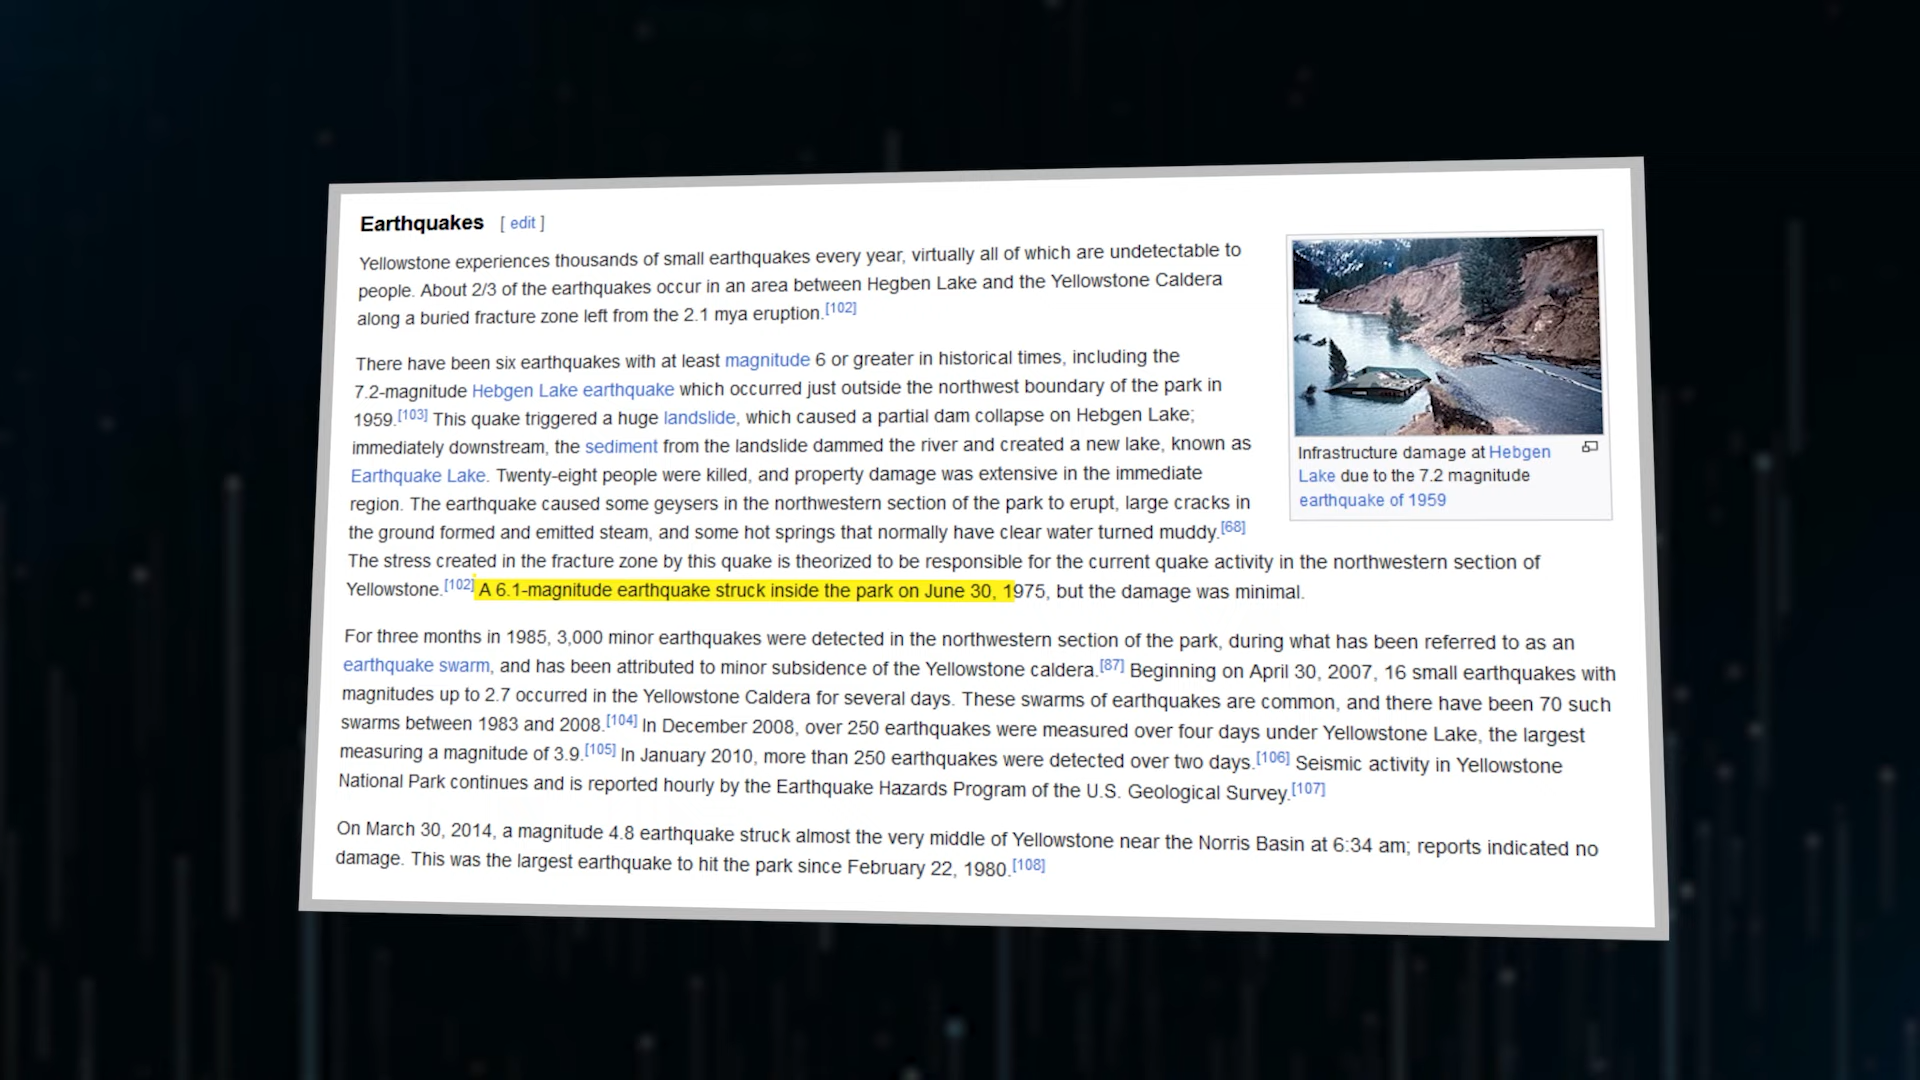 Earthquakes [ edit ]
Yellowstone experiences thousands of small earthquakes every year, virtually all of which are undetectable to
people. About 2/3 of the earthquakes occur in an area between Hegben Lake and the Yellowstone Caldera
along a buried fracture zone left from the 2.1 mya eruption.[102]
There have been six earthquakes with at least magnitude 6 or greater in historical times, including the
7.2-magnitude Hebgen Lake earthquake which occurred just outside the northwest boundary of the park in
1959.[103] This quake triggered a huge landslide, which caused a partial dam collapse on Hebgen Lake;
immediately downstream, the sediment from the landslide dammed the river and created a new lake, known as
Earthquake Lake. Twenty-eight people were killed, and property damage was extensive in the immediate
region. The earthquake caused some geysers in the northwestern section of the park to erupt, large cracks in
the ground formed and emitted steam, and some hot springs that normally have clear water turned muddy.[68]
The stress created in the fracture zone by this quake is theorized to be responsible for the current quake activity in the northwestern section of
Yellowstone.[102] A 6.1-magnitude earthquake struck inside the park on June 30, 1975, but the damage was minimal.
For three months in 1985, 3,000 minor earthquakes were detected in the northwestern section of the park, during what has been referred to as an
earthquake swarm, and has been attributed to minor subsidence of the Yellowstone caldera.[87] Beginning on April 30, 2007, 16 small earthquakes with
magnitudes up to 2.7 occurred in the Yellowstone Caldera for several days. These swarms of earthquakes are common, and there have been 70 such
swarms between 1983 and 2008.[104] In December 2008, over 250 earthquakes were measured over four days under Yellowstone Lake, the largest
measuring a magnitude of 3.9.[105] In January 2010, more than 250 earthquakes were detected over two days.[106] Seismic activity in Yellowstone
National Park continues and is reported hourly by the Earthquake Hazards Program of the U.S. Geological Survey.[107]
On March 30, 2014, a magnitude 4.8 earthquake struck almost the very middle of Yellowstone near the Norris Basin at 6:34 am; reports indicated no
damage. This was the largest earthquake to hit the park since February 22, 1980.[108]
Infrastructure damage at Hebgen
Lake due to the 7.2 magnitude
earthquake of 1959